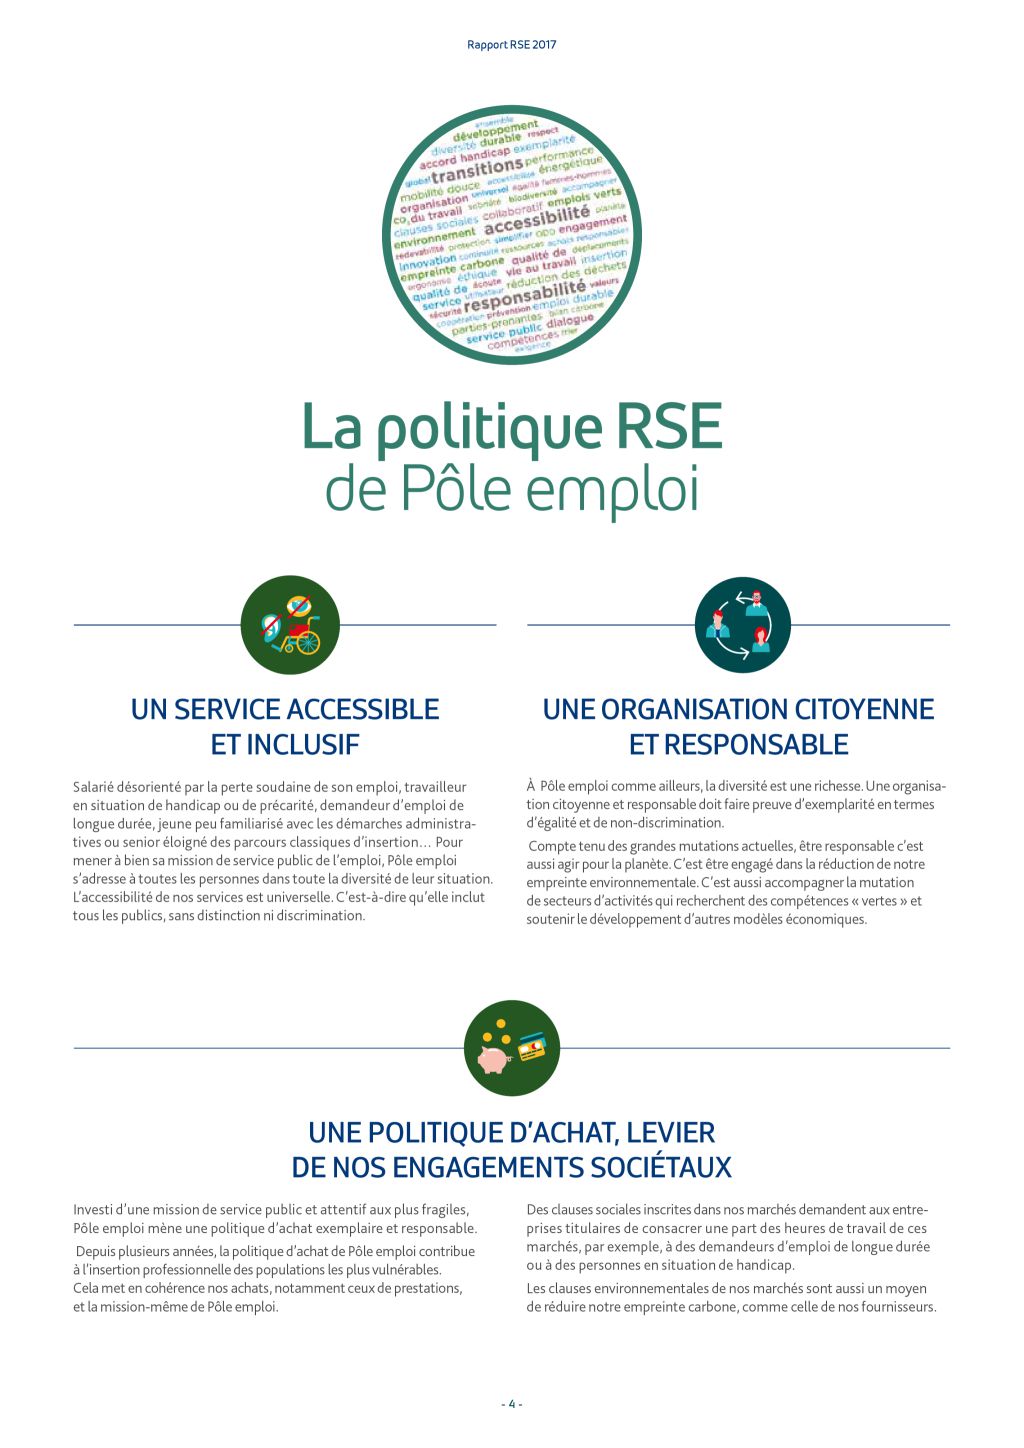 Rapport RSE 2017
ensemble
développement
diversité durable respect
accord handicap exemplarité
global transitions performance
mobilité douce accessibilité énergétique
organisation universel égalité femmes-hommes
co₂ du travail sobriété biodiversité accompagner
clauses sociales collaboratif emplois verts
environnement accessibilité planète
redevabilité protection simplifier engagement
innovation continuité ressources achats responsables
empreinte carbone qualité de déplacements
ergonomie éthique vie au travail insertion
qualité de écoute réduction des déchets
service utilisateur responsabilité valeurs
sécurité prévention emploi durable
coopération bilan carbone
parties-prenantes dialogue
service public trier
compétences
exigence
La politique RSE
de Pôle emploi
UN SERVICE ACCESSIBLE
ET INCLUSIF
Salarié désorienté par la perte soudaine de son emploi, travailleur
en situation de handicap ou de précarité, demandeur d’emploi de
longue durée, jeune peu familiarisé avec les démarches administra-
tives ou senior éloigné des parcours classiques d’insertion… Pour
mener à bien sa mission de service public de l’emploi, Pôle emploi
s’adresse à toutes les personnes dans toute la diversité de leur situation.
L’accessibilité de nos services est universelle. C’est-à-dire qu’elle inclut
tous les publics, sans distinction ni discrimination.
UNE ORGANISATION CITOYENNE
ET RESPONSABLE
À Pôle emploi comme ailleurs, la diversité est une richesse. Une organisa-
tion citoyenne et responsable doit faire preuve d’exemplarité en termes
d’égalité et de non-discrimination.
Compte tenu des grandes mutations actuelles, être responsable c’est
aussi agir pour la planète. C’est être engagé dans la réduction de notre
empreinte environnementale. C’est aussi accompagner la mutation
de secteurs d’activités qui recherchent des compétences « vertes » et
soutenir le développement d’autres modèles économiques.
UNE POLITIQUE D’ACHAT, LEVIER
DE NOS ENGAGEMENTS SOCIÉTAUX
Investi d’une mission de service public et attentif aux plus fragiles,
Pôle emploi mène une politique d’achat exemplaire et responsable.
Depuis plusieurs années, la politique d’achat de Pôle emploi contribue
à l’insertion professionnelle des populations les plus vulnérables.
Cela met en cohérence nos achats, notamment ceux de prestations,
et la mission-même de Pôle emploi.
Des clauses sociales inscrites dans nos marchés demandent aux entre-
prises titulaires de consacrer une part des heures de travail de ces
marchés, par exemple, à des demandeurs d’emploi de longue durée
ou à des personnes en situation de handicap.
Les clauses environnementales de nos marchés sont aussi un moyen
de réduire notre empreinte carbone, comme celle de nos fournisseurs.
- 4 -